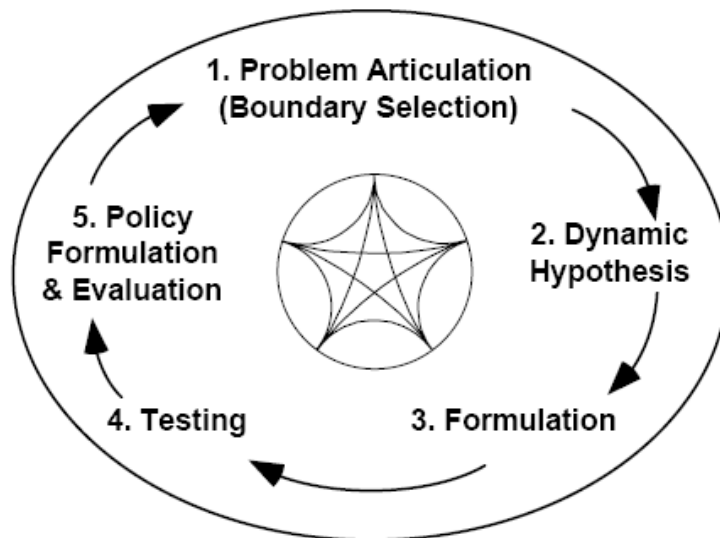 1. Problem Articulation
(Boundary Selection)
2. Dynamic
Hypothesis
3. Formulation
4. Testing
5. Policy
Formulation
& Evaluation